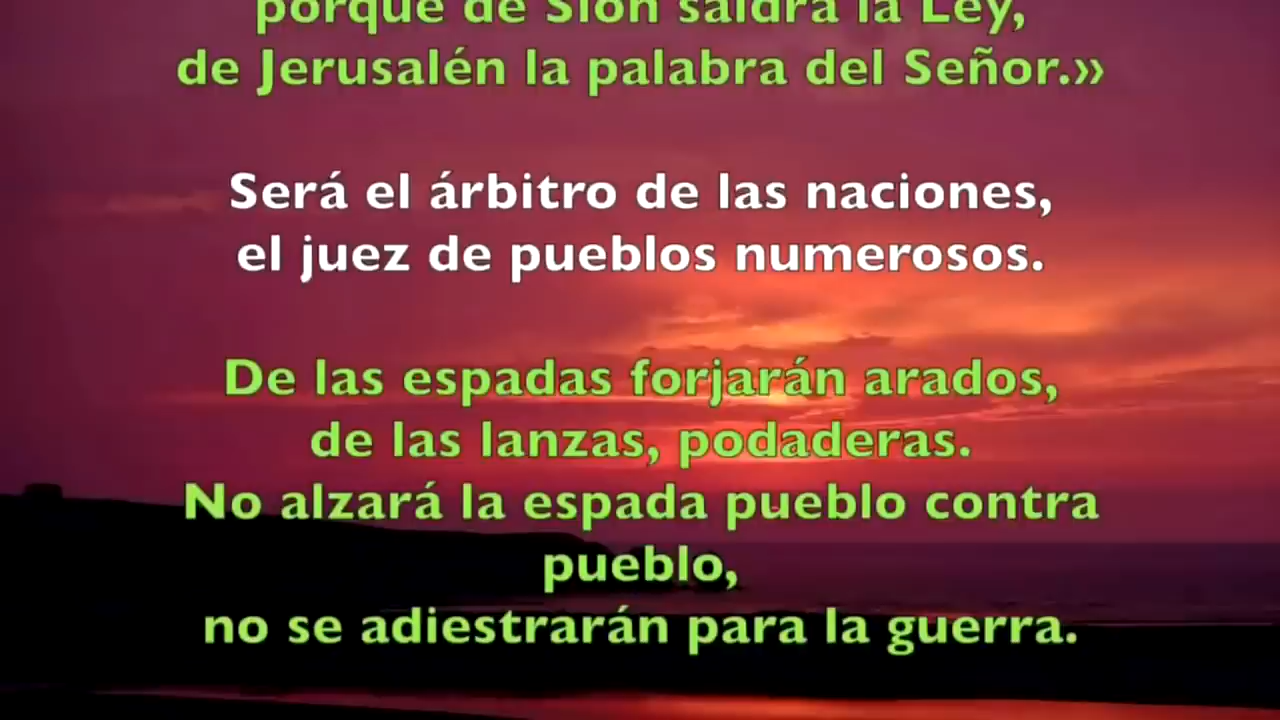 porque de Sión saldrá la Ley,
de Jerusalén la palabra del Señor.»
Será el árbitro de las naciones,
el juez de pueblos numerosos.
De las espadas forjarán arados,
de las lanzas, podaderas.
No alzará la espada pueblo contra
pueblo,
no se adiestrarán para la guerra.